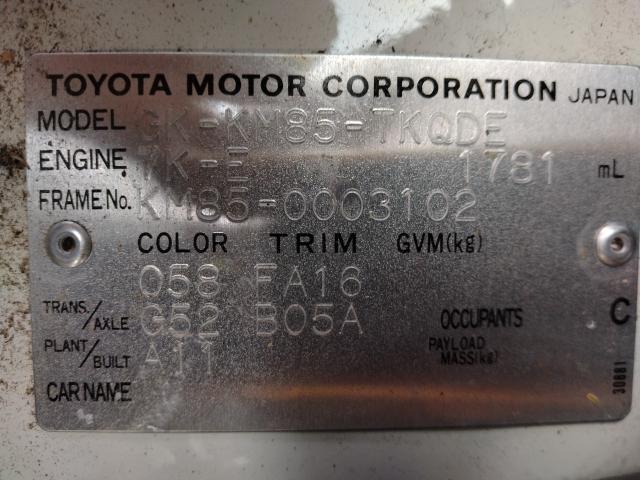 TOYOTA MOTOR CORPORATION JAPAN
MODEL GK-KM85-TKQDE
ENGINE 7K-E 1781 mL
FRAME No. KM85-0003102
COLOR TRIM GVM(kg)
058 FA16
TRANS./AXLE G52 B05A OCCUPANTS C
PLANT/BUILT A11 PAYLOAD MASS(kg)
CAR NAME
30881